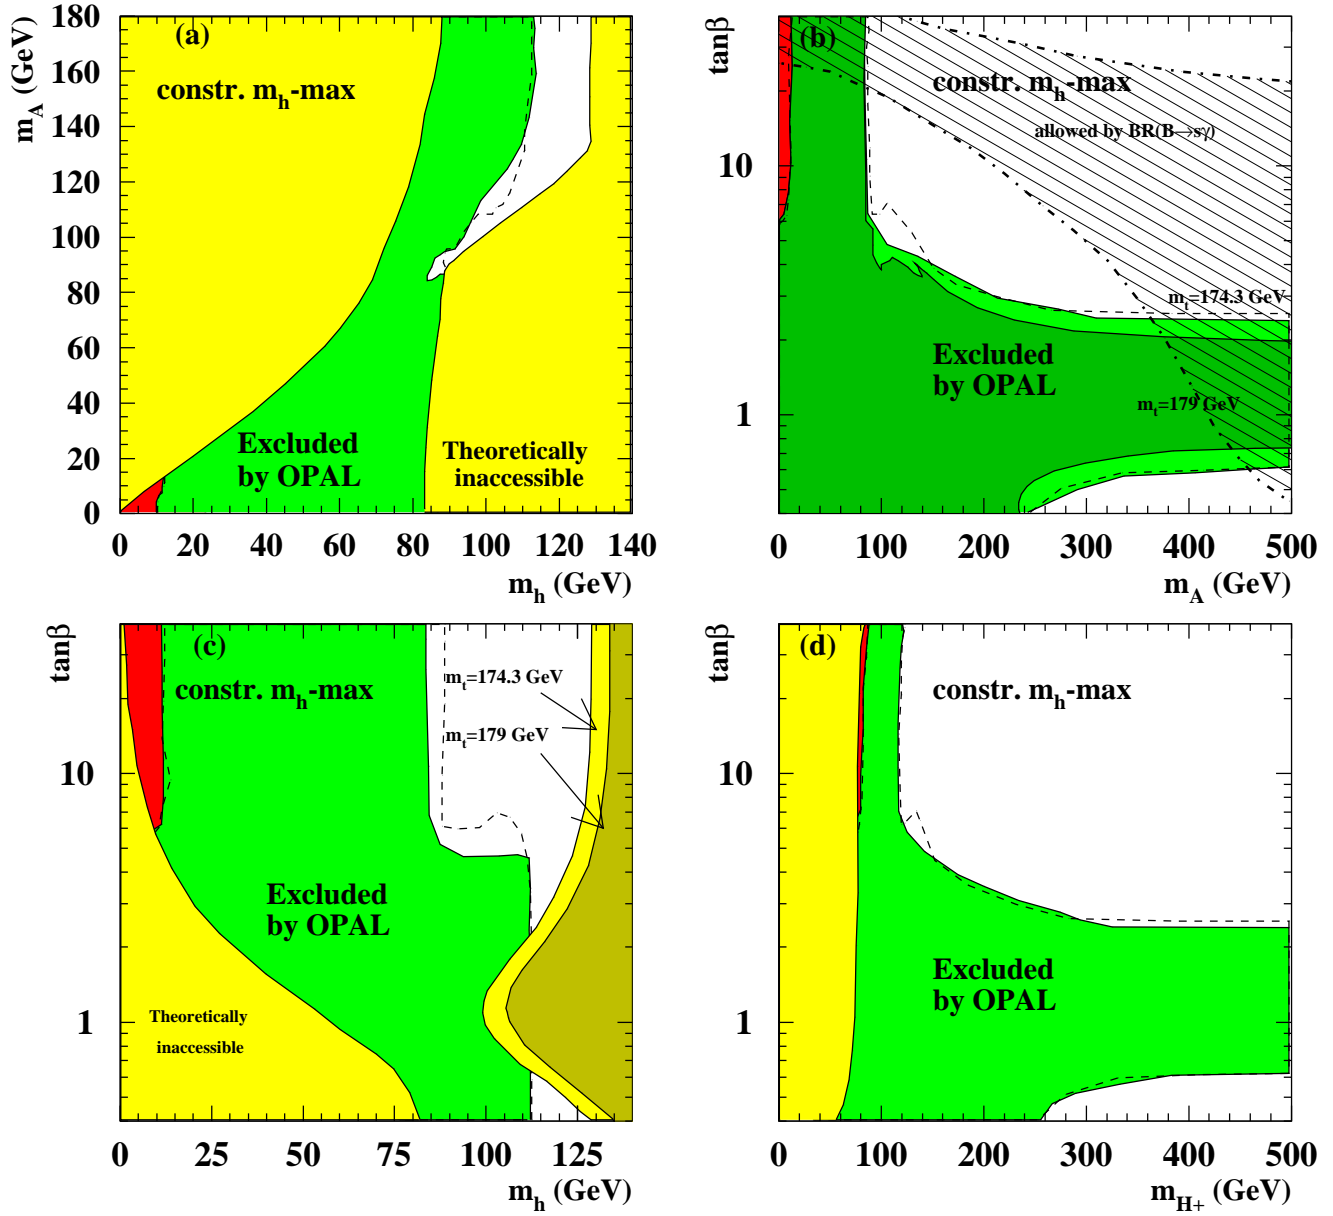 (a)
m_A (GeV)
constr. m_h-max
Excluded
by OPAL
Theoretically
inaccessible
180
160
140
120
100
80
60
40
20
0
0 20 40 60 80 100 120 140
m_h (GeV)
(b)
tanβ
constr. m_h-max
allowed by BR(B→sγ)
m_t=174.3 GeV
Excluded
by OPAL
m_t=179 GeV
10
1
0 100 200 300 400 500
m_A (GeV)
(c)
tanβ
constr. m_h-max
m_t=174.3 GeV
m_t=179 GeV
Excluded
by OPAL
Theoretically
inaccessible
10
1
0 25 50 75 100 125
m_h (GeV)
(d)
tanβ
constr. m_h-max
Excluded
by OPAL
10
1
0 100 200 300 400 500
m_H+ (GeV)